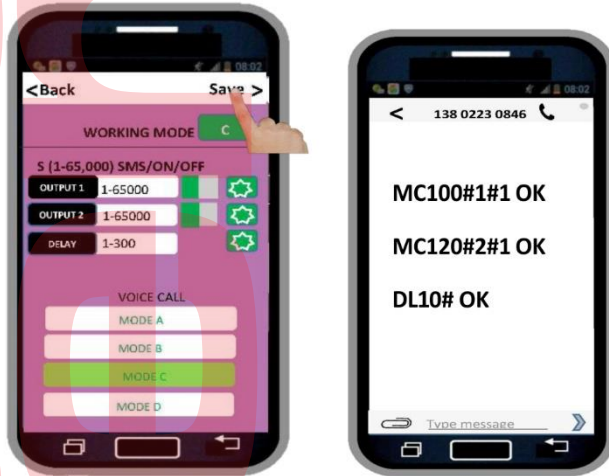 08:02
<Back
Save >
WORKING MODE
C
S (1-65,000) SMS/ON/OFF
OUTPUT 1
1-65000
OUTPUT 2
1-65000
DELAY
1-300
VOICE CALL
MODE A
MODE B
MODE C
MODE D
08:02
< 138 0223 0846
MC100#1#1 OK
MC120#2#1 OK
DL10# OK
Type message